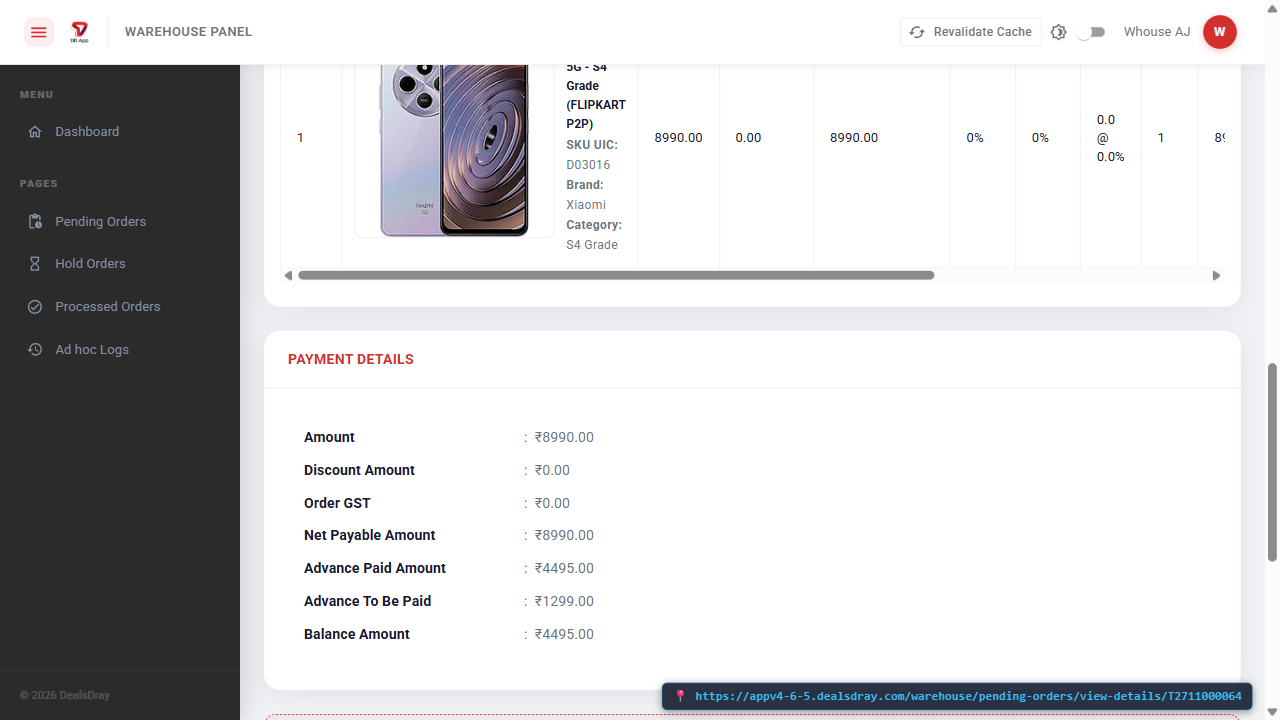 DD App
WAREHOUSE PANEL
Revalidate Cache
Whouse AJ
W
MENU
Dashboard
PAGES
Pending Orders
Hold Orders
Processed Orders
Ad hoc Logs
© 2026 DealsDray
1
Redmi
5G - S4
Grade
(FLIPKART
P2P)
SKU UIC:
D03016
Brand:
Xiaomi
Category:
S4 Grade
8990.00
0.00
8990.00
0%
0%
0.0
@
0.0%
1
PAYMENT DETAILS
Amount : ₹8990.00
Discount Amount : ₹0.00
Order GST : ₹0.00
Net Payable Amount : ₹8990.00
Advance Paid Amount : ₹4495.00
Advance To Be Paid : ₹1299.00
Balance Amount : ₹4495.00
https://appv4-6-5.dealsdray.com/warehouse/pending-orders/view-details/T2711000064